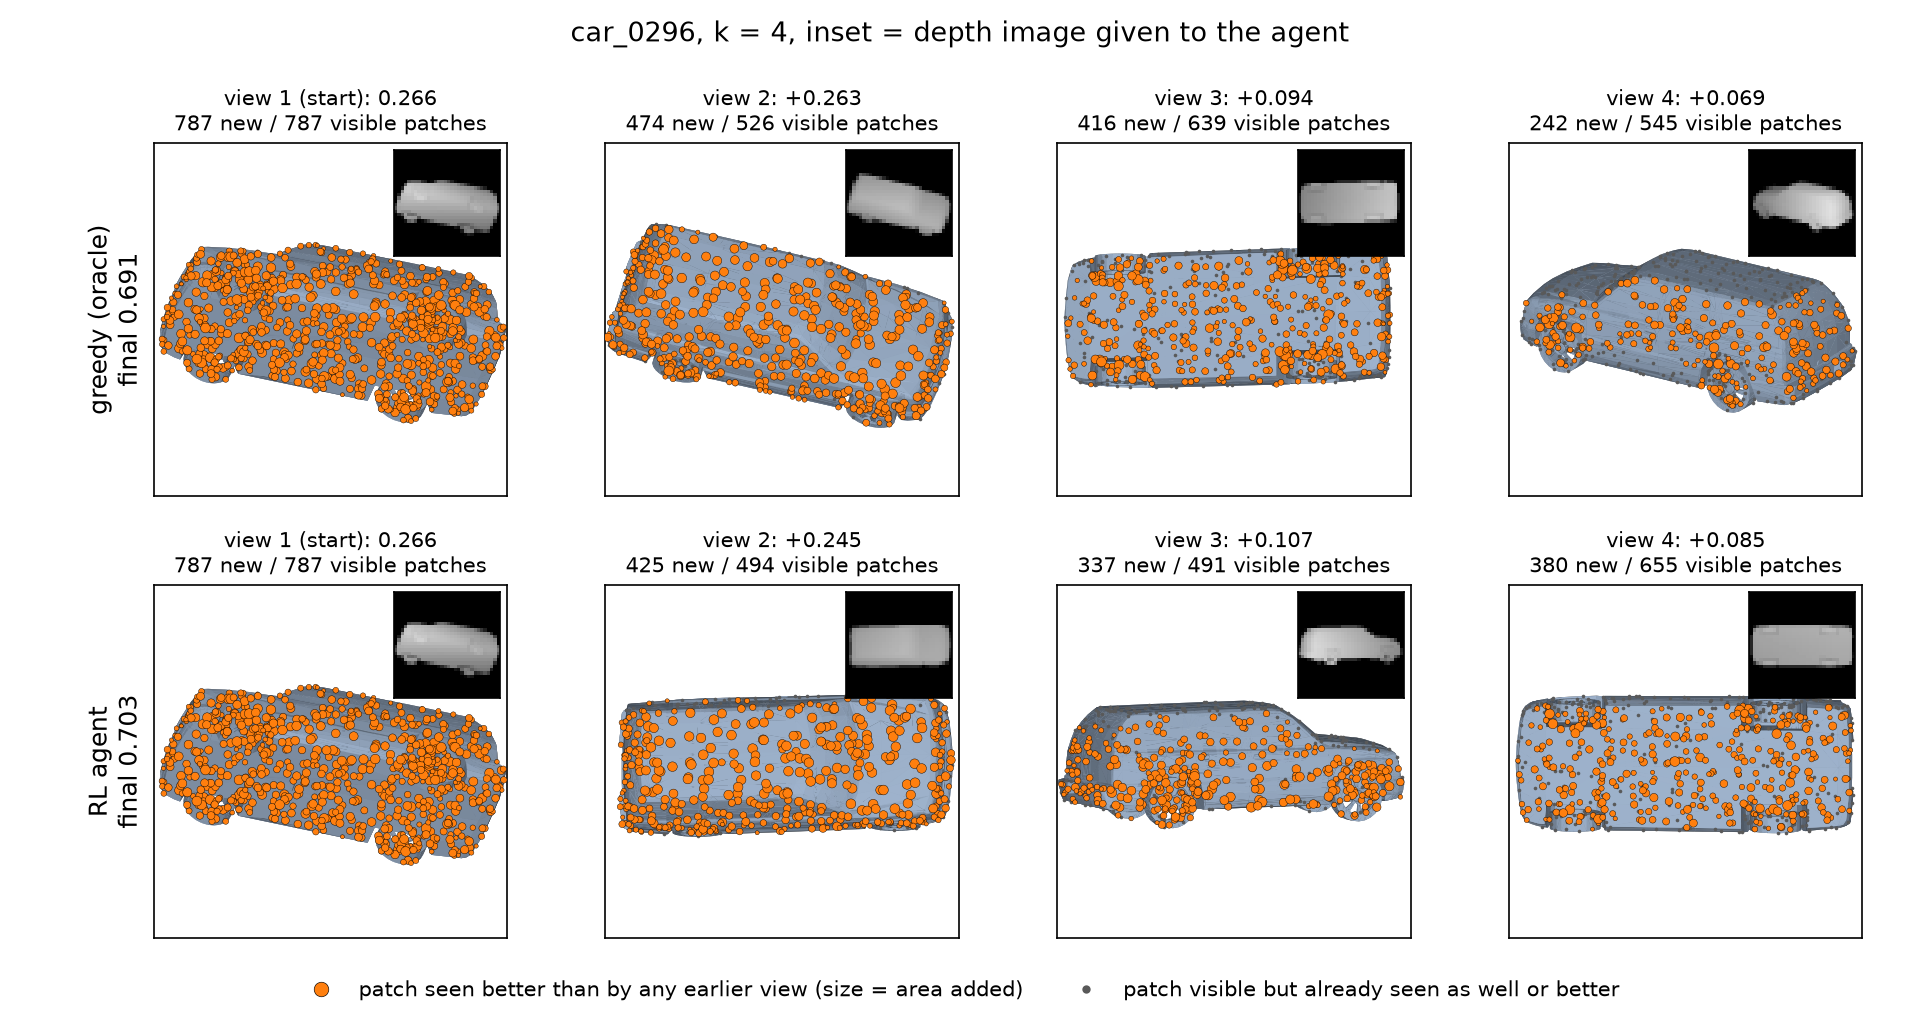 car_0296, k = 4, inset = depth image given to the agent
greedy (oracle)
final 0.691
view 1 (start): 0.266
787 new / 787 visible patches
view 2: +0.263
474 new / 526 visible patches
view 3: +0.094
416 new / 639 visible patches
view 4: +0.069
242 new / 545 visible patches
RL agent
final 0.703
view 1 (start): 0.266
787 new / 787 visible patches
view 2: +0.245
425 new / 494 visible patches
view 3: +0.107
337 new / 491 visible patches
view 4: +0.085
380 new / 655 visible patches
patch seen better than by any earlier view (size = area added)
patch visible but already seen as well or better